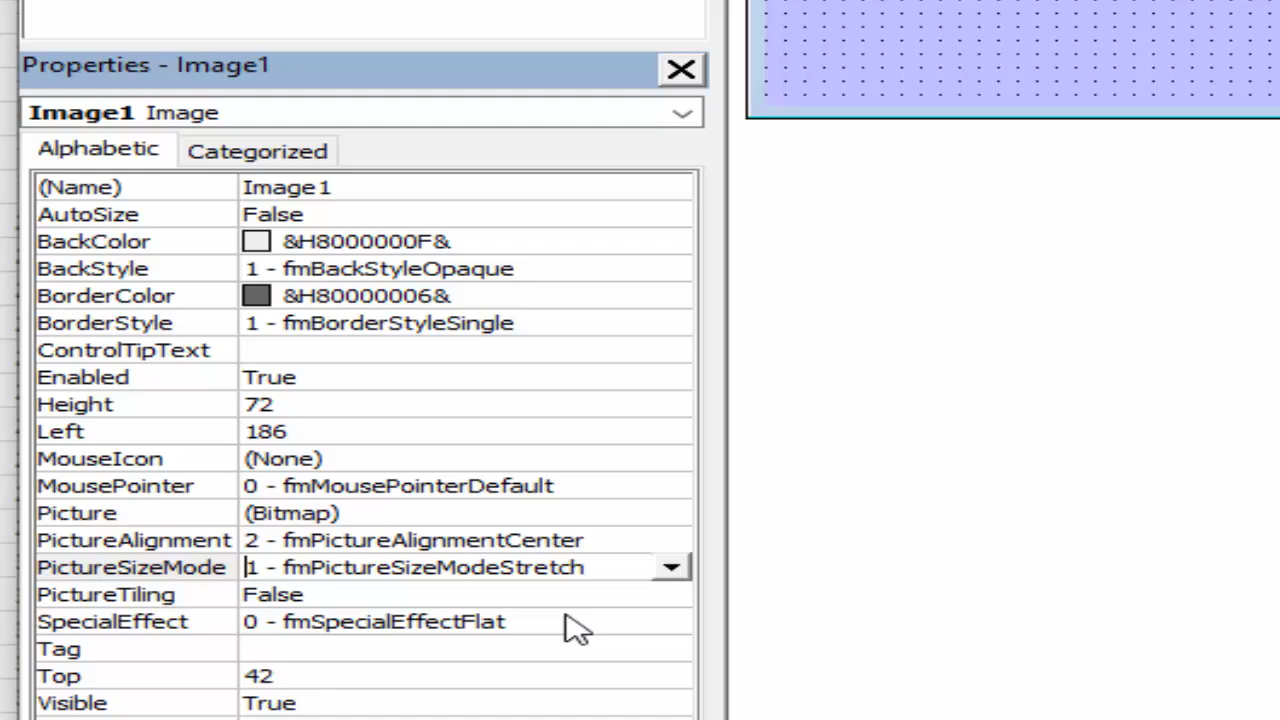 Properties - Image1
Image1 Image
Alphabetic Categorized
(Name) Image1
AutoSize False
BackColor &H8000000F&
BackStyle 1 - fmBackStyleOpaque
BorderColor &H80000006&
BorderStyle 1 - fmBorderStyleSingle
ControlTipText
Enabled True
Height 72
Left 186
MouseIcon (None)
MousePointer 0 - fmMousePointerDefault
Picture (Bitmap)
PictureAlignment 2 - fmPictureAlignmentCenter
PictureSizeMode 1 - fmPictureSizeModeStretch
PictureTiling False
SpecialEffect 0 - fmSpecialEffectFlat
Tag
Top 42
Visible True